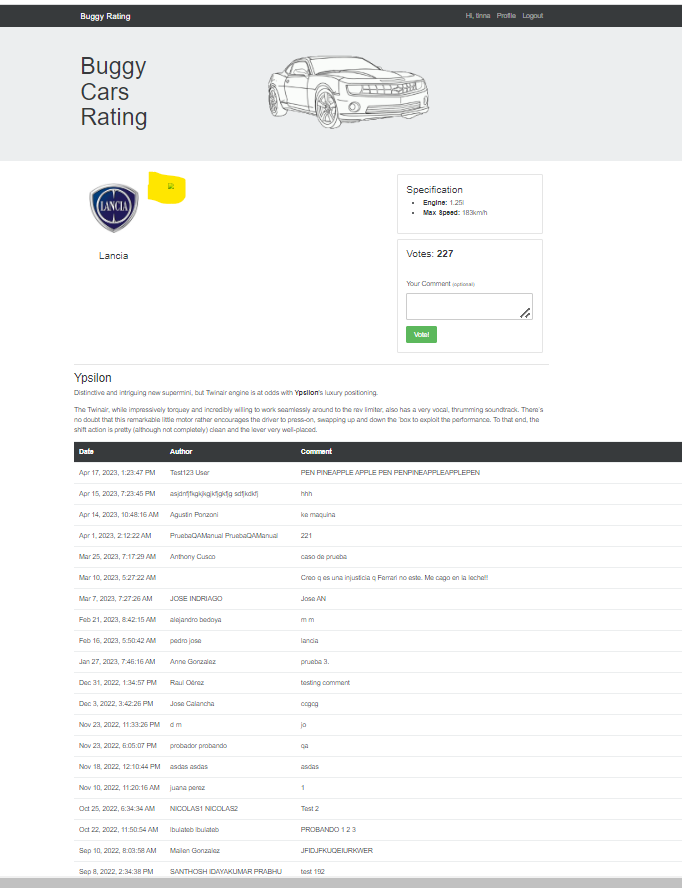 Buggy Rating
Hi, tinna Profile Logout
Buggy
Cars
Rating
LANCIA
Lancia
Specification
Engine: 1.25l
Max Speed: 183km/h
Votes: 227
Your Comment (optional)
Vote!
Ypsilon
Distinctive and intriguing new supermini, but Twinair engine is at odds with Ypsilon's luxury positioning.
The Twinair, while impressively torquey and incredibly willing to work seamlessly around to the rev limiter, also has a very vocal, thrumming soundtrack. There's
no doubt that this remarkable little motor rather encourages the driver to press-on, swapping up and down the 'box to exploit the performance. To that end, the
shift action is pretty (although not completely) clean and the lever very well-placed.
Date Author Comment
Apr 17, 2023, 1:23:47 PM Test123 User PEN PINEAPPLE APPLE PEN PENPINEAPPLEAPPLEPEN
Apr 15, 2023, 7:23:45 PM hhh
Apr 14, 2023, 10:48:16 AM Agustin Ponzoni ke maquina
Apr 1, 2023, 2:12:22 AM PruebaQAManual PruebaQAManual 221
Mar 25, 2023, 7:17:29 AM Anthony Cusco caso de prueba
Mar 10, 2023, 5:27:22 AM Creo q es una injusticia q Ferrari no este. Me cago en la leche!!
Mar 7, 2023, 7:27:26 AM JOSE INDRIAGO Jose AN
Feb 21, 2023, 8:42:15 AM alejandro bedoya m m
Feb 16, 2023, 5:50:42 AM pedro jose lancia
Jan 27, 2023, 7:46:16 AM Anne Gonzalez prueba 3.
Dec 31, 2022, 1:34:57 PM Raul Oérez testing comment
Dec 3, 2022, 3:42:26 PM Jose Calancha ccgcg
Nov 23, 2022, 11:33:26 PM d m jo
Nov 23, 2022, 6:05:07 PM probador probando qa
Nov 18, 2022, 12:10:44 PM asdas asdas asdas
Nov 10, 2022, 11:20:16 AM juana perez 1
Oct 25, 2022, 6:34:34 AM NICOLAS1 NICOLAS2 Test 2
Oct 22, 2022, 11:50:54 AM lbulateb lbulateb PROBANDO 1 2 3
Sep 10, 2022, 8:03:58 AM Mailen Gonzalez JFIDJFKUQEIURKWER
Sep 8, 2022, 2:34:38 PM SANTHOSH IDAYAKUMAR PRABHU test 192